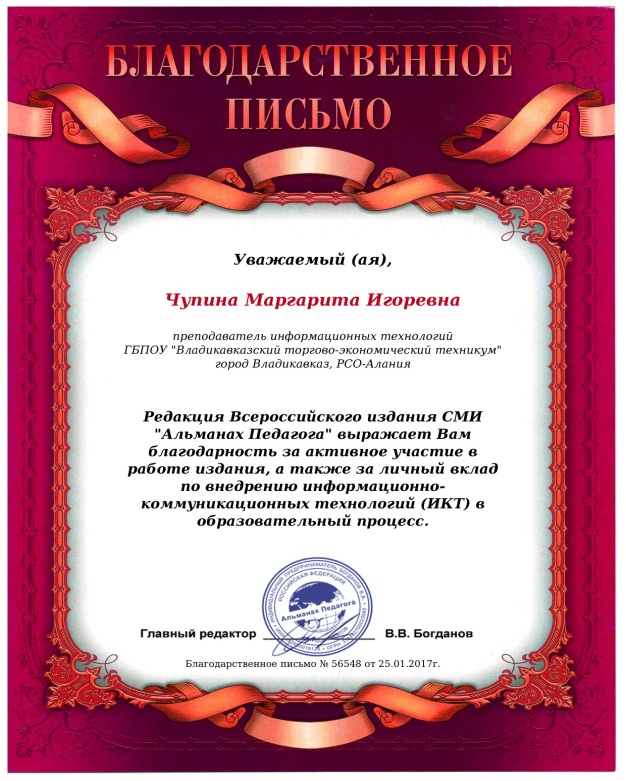 БЛАГОДАРСТВЕННОЕ
ПИСЬМО
Уважаемый (ая),
Чупина Маргарита Игоревна
преподаватель информационных технологий
ГБПОУ "Владикавказский торгово-экономический техникум"
город Владикавказ, РСО-Алания
Редакция Всероссийского издания СМИ
"Альманах Педагога" выражает Вам
благодарность за активное участие в
работе издания, а также за личный вклад
по внедрению информационно-
коммуникационных технологий (ИКТ) в
образовательный процесс.
ИНДИВИДУАЛЬНЫЙ ПРЕДПРИНИМАТЕЛЬ БОГДАНОВ В.В.
РОССИЙСКАЯ ФЕДЕРАЦИЯ
Альманах Педагога
Главный редактор В.В. Богданов
Благодарственное письмо № 56548 от 25.01.2017г.